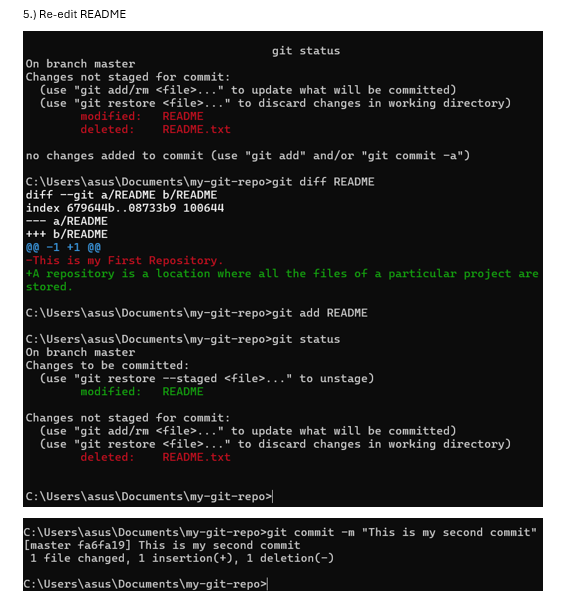 5.) Re-edit README
git status
On branch master
Changes not staged for commit:
  (use "git add/rm <file>..." to update what will be committed)
  (use "git restore <file>..." to discard changes in working directory)
        modified:   README
        deleted:    README.txt

no changes added to commit (use "git add" and/or "git commit -a")

C:\Users\asus\Documents\my-git-repo>git diff README
diff --git a/README b/README
index 679644b..08733b9 100644
--- a/README
+++ b/README
@@ -1 +1 @@
-This is my First Repository.
+A repository is a location where all the files of a particular project are
stored.

C:\Users\asus\Documents\my-git-repo>git add README

C:\Users\asus\Documents\my-git-repo>git status
On branch master
Changes to be committed:
  (use "git restore --staged <file>..." to unstage)
        modified:   README

Changes not staged for commit:
  (use "git add/rm <file>..." to update what will be committed)
  (use "git restore <file>..." to discard changes in working directory)
        deleted:    README.txt

C:\Users\asus\Documents\my-git-repo>

C:\Users\asus\Documents\my-git-repo>git commit -m "This is my second commit"
[master fa6fa19] This is my second commit
 1 file changed, 1 insertion(+), 1 deletion(-)

C:\Users\asus\Documents\my-git-repo>